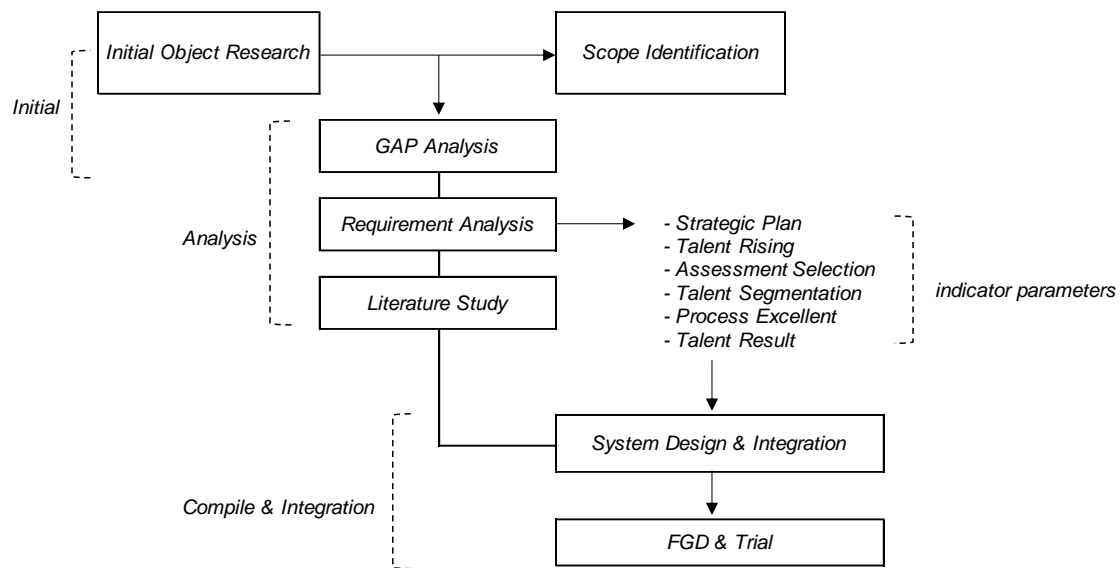 Initial Object Research
Scope Identification
Initial
GAP Analysis
Requirement Analysis
Analysis
Literature Study
- Strategic Plan
- Talent Rising
- Assessment Selection
- Talent Segmentation
- Process Excellent
- Talent Result
indicator parameters
System Design & Integration
Compile & Integration
FGD & Trial